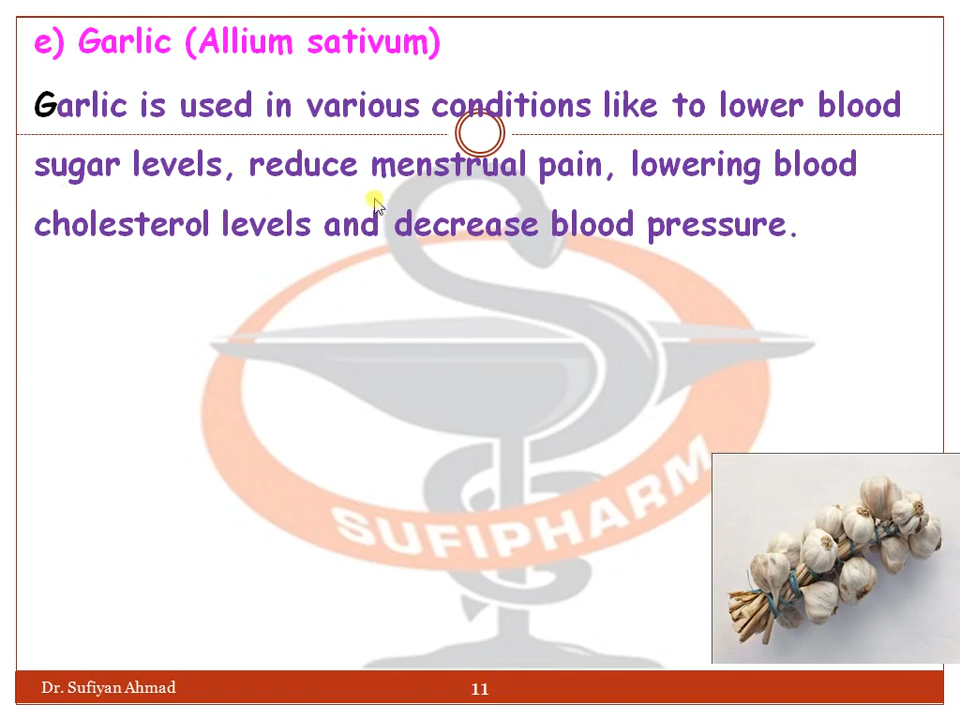 e) Garlic (Allium sativum)
Garlic is used in various conditions like to lower blood
sugar levels, reduce menstrual pain, lowering blood
cholesterol levels and decrease blood pressure.
SUFIPHARM
Dr. Sufiyan Ahmad
11